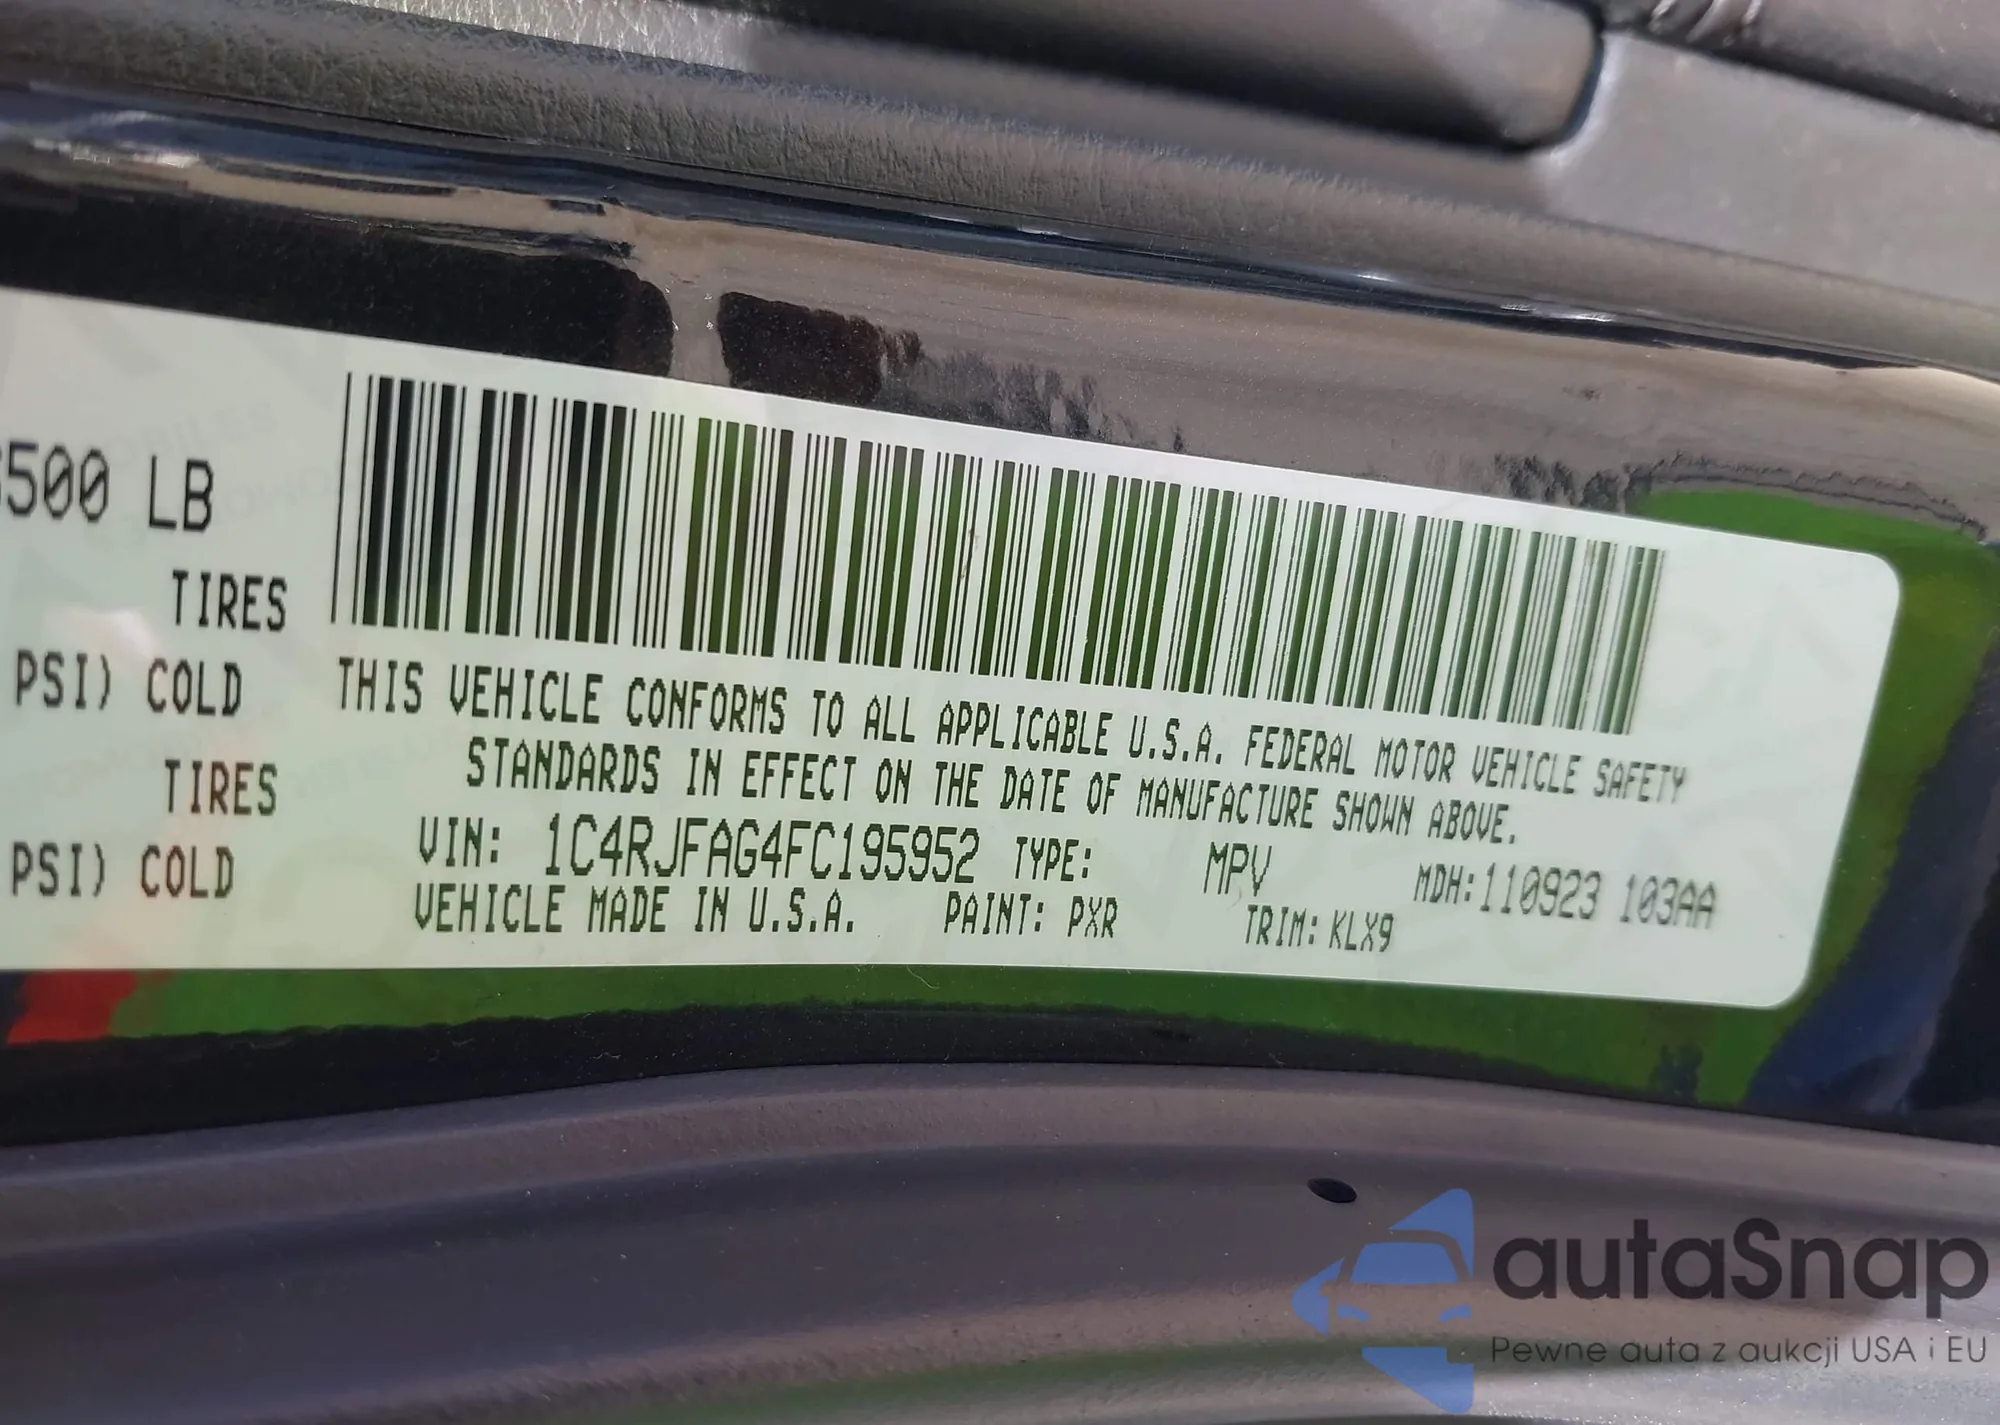 500 LB
TIRES
PSI) COLD
TIRES
PSI) COLD
THIS VEHICLE CONFORMS TO ALL APPLICABLE U.S.A. FEDERAL MOTOR VEHICLE SAFETY
STANDARDS IN EFFECT ON THE DATE OF MANUFACTURE SHOWN ABOVE.
VIN: 1C4RJFAG4FC195952 TYPE: MPV MDH:110923 103AA
VEHICLE MADE IN U.S.A. PAINT: PXR TRIM: KLX9
autaSnap
Pewne auta z aukcji USA i EU